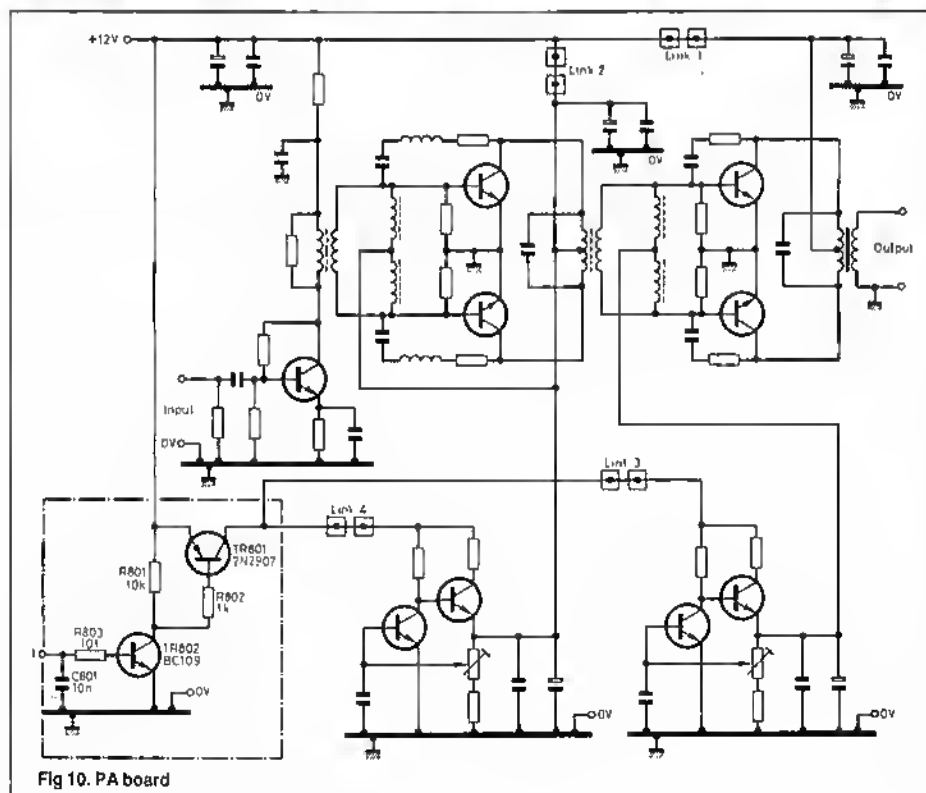 +12V
0V
Link 2
Link 1
0V
0V
Output
Input
0V
Link 3
Link 4
TR801
2N2907
R801
10k
R802
1k
R803
TR802
BC109
C801
10n
0V
0V
0V
Fig 10. PA board